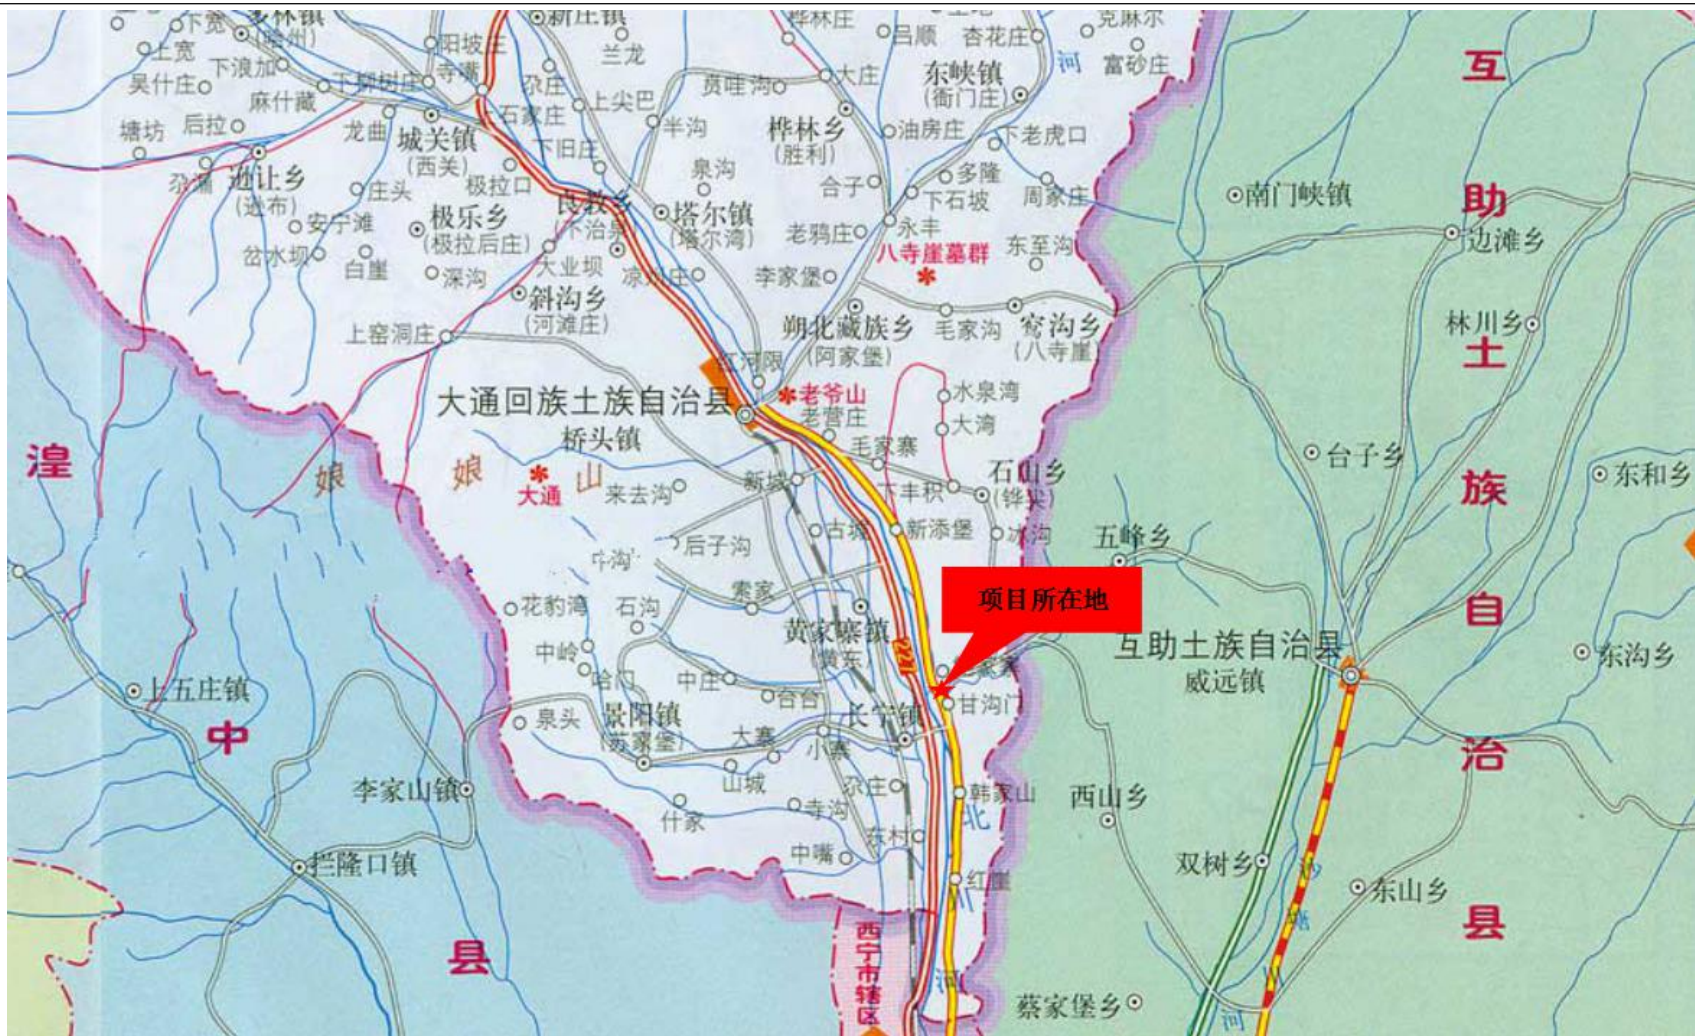 下宽
多林镇
(哈州)
新庄镇
桦林庄
吕顺
杏花庄
克麻尔
上宽
阳坡庄
兰龙
河
富砂庄
互
吴什庄
下浪加
麻什藏
下柳树庄
寺嘴
尕庄
上尖巴
贡哇沟
大庄
东峡镇
(衙门庄)
塘坊
后拉
龙曲
城关镇
(西关)
石家庄
下旧庄
半沟
桦林乡
(胜利)
油房庄
下老虎口
逊让乡
(逊布)
庄头
极拉口
泉沟
合子
多隆
下石坡
周家庄
南门峡镇
助
安宁滩
极乐乡
(极拉后庄)
良教乡
(下治泉)
塔尔镇
(塔尔湾)
老鸦庄
永丰
边滩乡
岔水坝
白崖
深沟
大业坝
凉州庄
李家堡
八寺崖墓群
东至沟
斜沟乡
(河滩庄)
上窑洞庄
朔北藏族乡
(阿家堡)
毛家沟
窎沟乡
(八寺崖)
林川乡
土
红河限
老爷山
水泉湾
大通回族土族自治县
桥头镇
老营庄
大湾
湟
娘
娘
山
大通
来去沟
新城
毛家寨
下丰积
石山乡
(铧尖)
台子乡
族
东和乡
后子沟
古城
新添堡
冰沟
五峰乡
花豹湾
石沟
索家
项目所在地
自
中岭
哈门
中庄
黄家寨镇
(黄东)
227
互助土族自治县
威远镇
东沟乡
上五庄镇
泉头
景阳镇
(苏家堡)
台台
长宁镇
甘沟门
中
大寨
小寨
治
李家山镇
山城
尕庄
韩家山
西山乡
什家
寺沟
北
东村
中嘴
拦隆口镇
红崖
川
双树乡
沙
东山乡
塘
县
西宁市辖区
县
河
蔡家堡乡
川
河